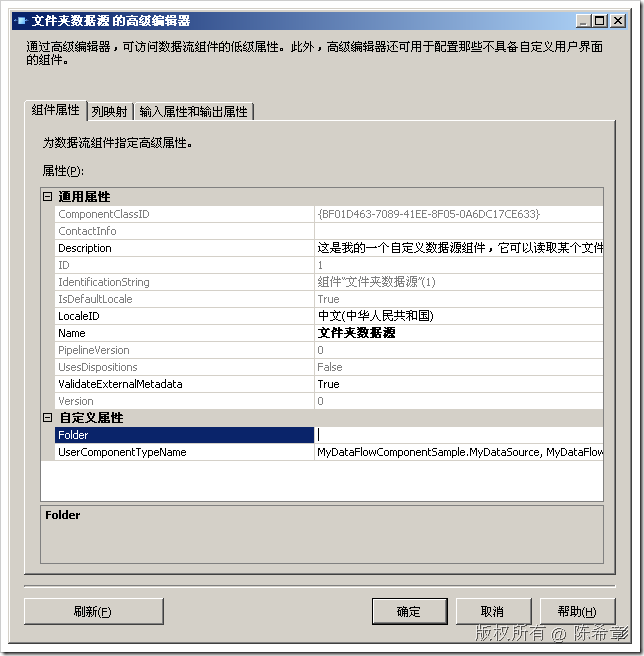 文件夹数据源 的高级编辑器
通过高级编辑器，可访问数据流组件的低级属性。此外，高级编辑器还可用于配置那些不具备自定义用户界面
的组件。
组件属性 列映射 输入属性和输出属性
为数据流组件指定高级属性。
属性(P):
通用属性
ComponentClassID {BF01D463-7089-41EE-8F05-0A6DC17CE633}
ContactInfo
Description 这是我的一个自定义数据源组件，它可以读取某个文件
ID 1
IdentificationString 组件“文件夹数据源”(1)
IsDefaultLocale True
LocaleID 中文(中华人民共和国)
Name 文件夹数据源
PipelineVersion 0
UsesDispositions False
ValidateExternalMetadata True
Version 0
自定义属性
Folder
UserComponentTypeName MyDataFlowComponentSample.MyDataSource, MyDataFlow
Folder
刷新(F) 确定 取消 帮助(H)
版权所有 @ 陈希章